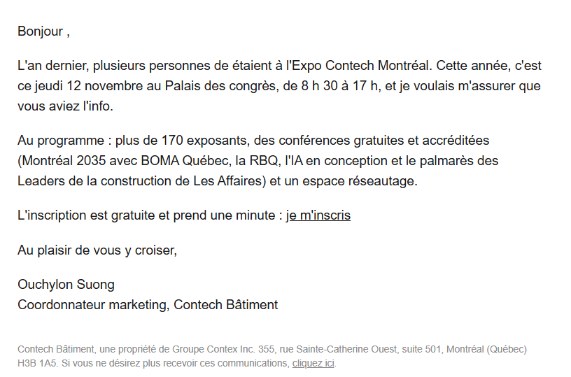 Bonjour ,
L'an dernier, plusieurs personnes de étaient à l'Expo Contech Montréal. Cette année, c'est
ce jeudi 12 novembre au Palais des congrès, de 8 h 30 à 17 h, et je voulais m'assurer que
vous aviez l'info.
Au programme : plus de 170 exposants, des conférences gratuites et accréditées
(Montréal 2035 avec BOMA Québec, la RBQ, l'IA en conception et le palmarès des
Leaders de la construction de Les Affaires) et un espace réseautage.
L'inscription est gratuite et prend une minute : je m'inscris
Au plaisir de vous y croiser,
Ouchylon Suong
Coordonnateur marketing, Contech Bâtiment
Contech Bâtiment, une propriété de Groupe Contex Inc. 355, rue Sainte-Catherine Ouest, suite 501, Montréal (Québec)
H3B 1A5. Si vous ne désirez plus recevoir ces communications, cliquez ici.